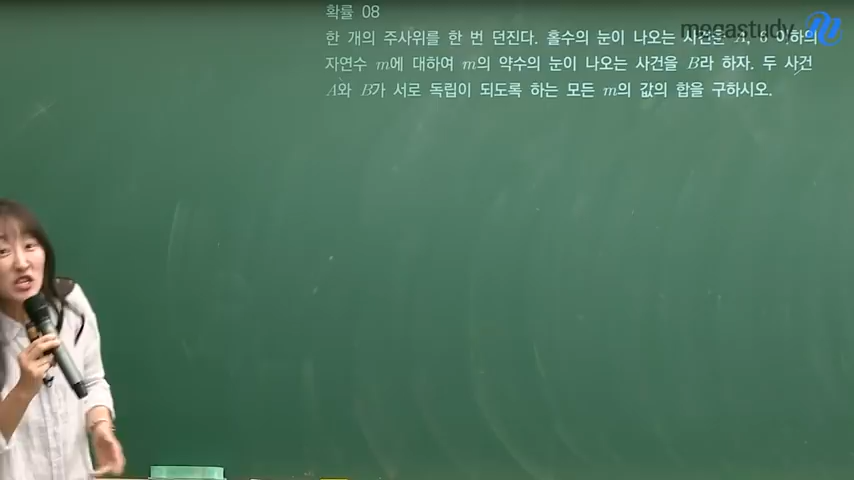 확률 08
한 개의 주사위를 한 번 던진다. 홀수의 눈이 나오는 사건을 A, 6 이하의
megastudy
자연수 m에 대하여 m의 약수의 눈이 나오는 사건을 B라 하자. 두 사건
A와 B가 서로 독립이 되도록 하는 모든 m의 값의 합을 구하시오.